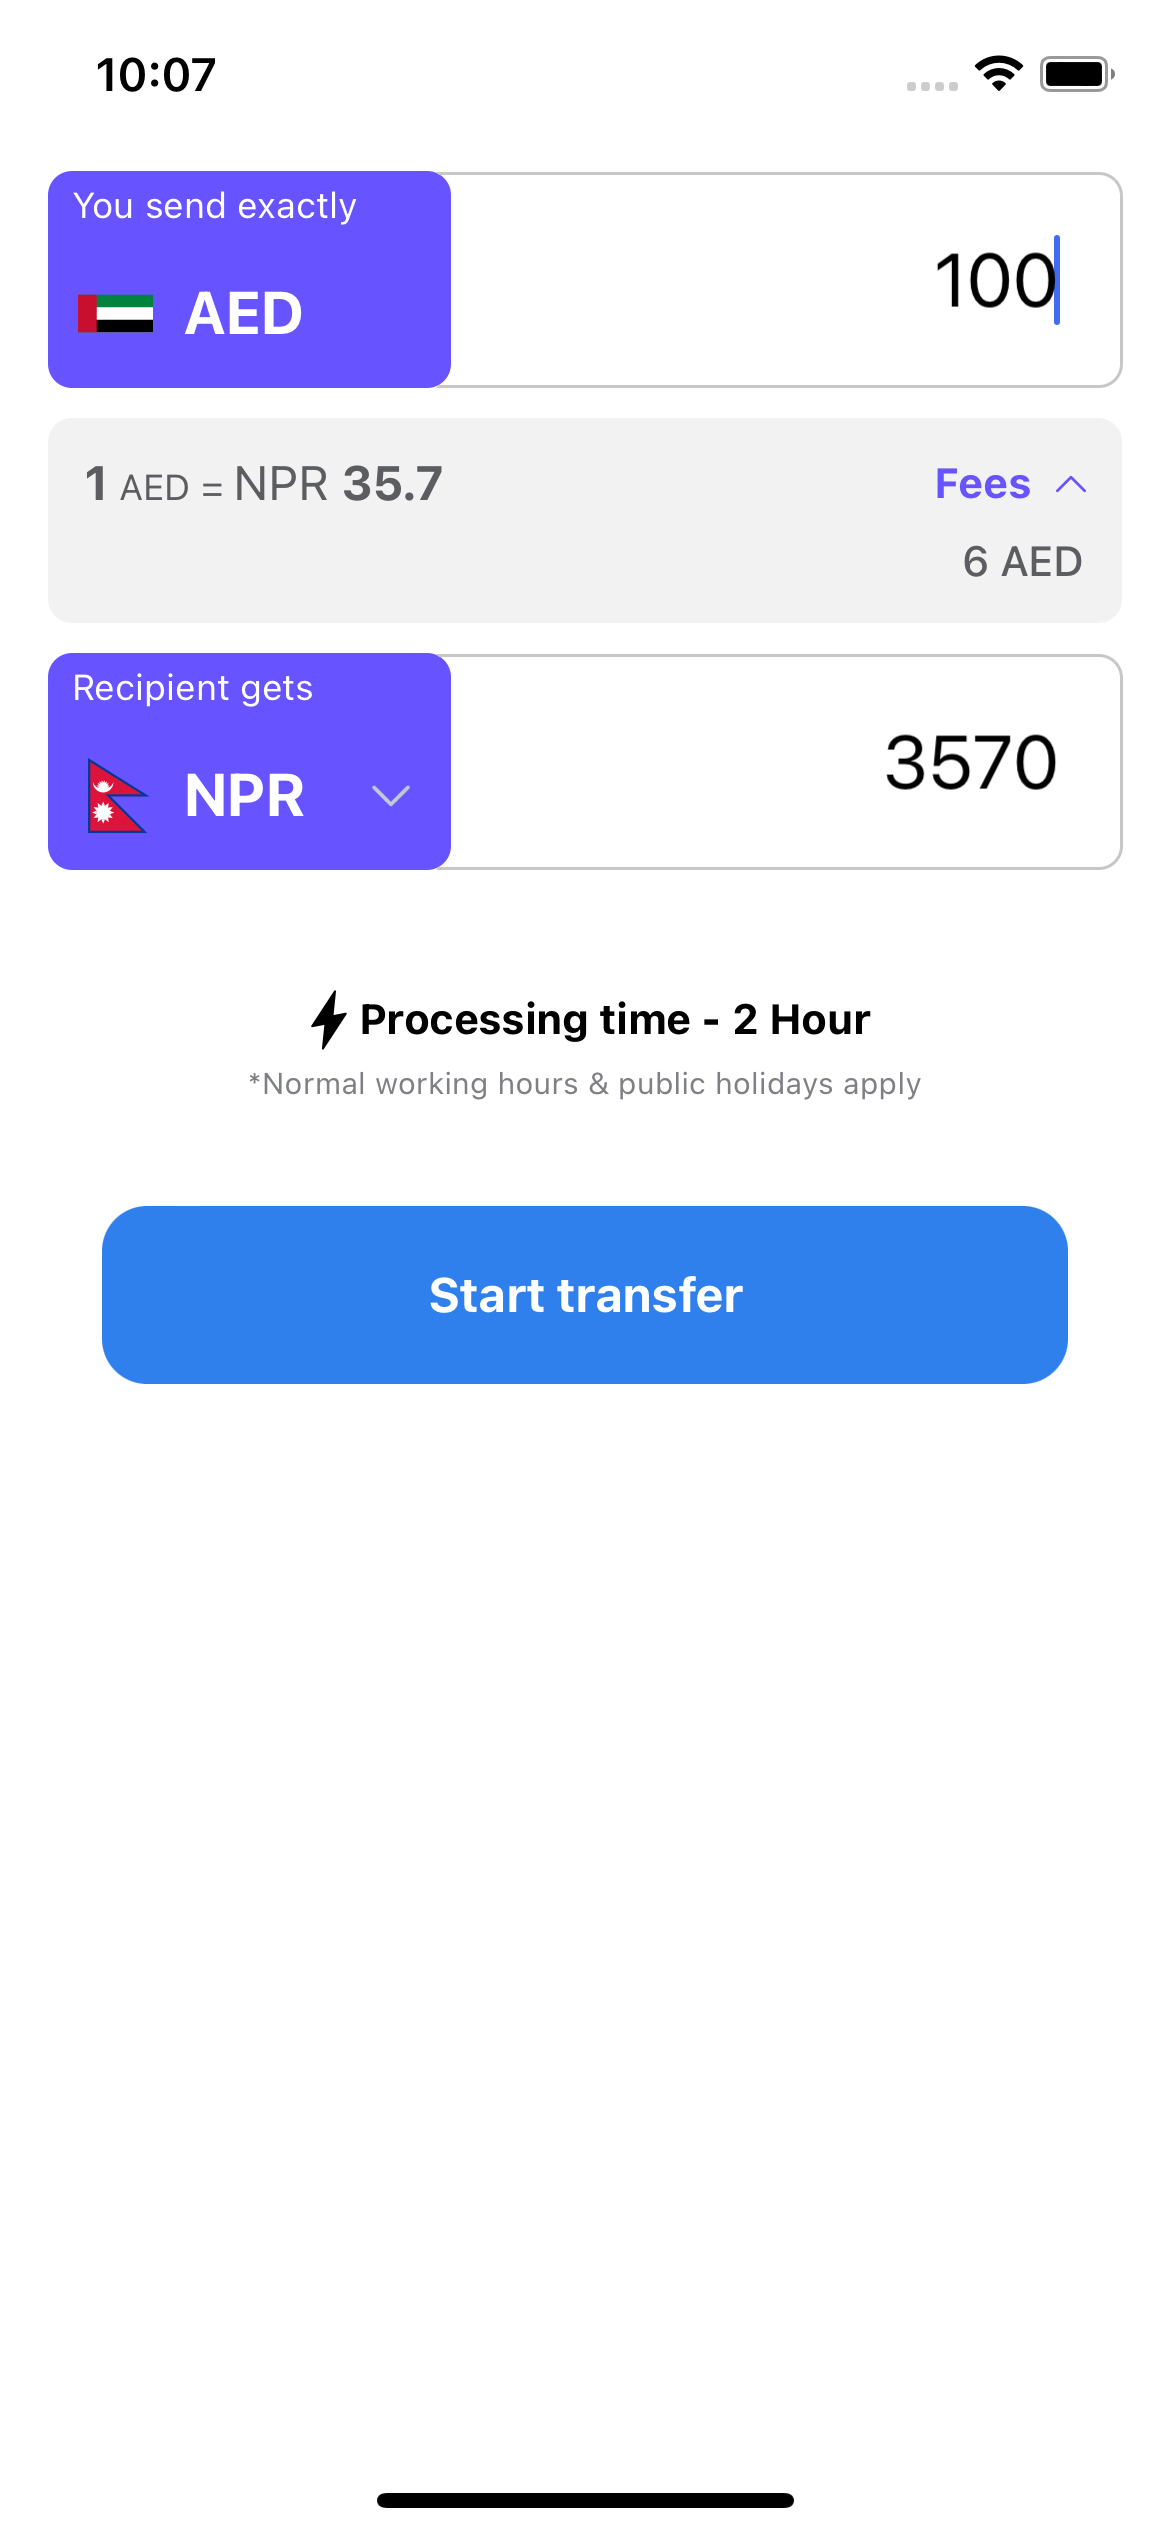 10:07
You send exactly
AED
100
1 AED = NPR 35.7
Fees
6 AED
Recipient gets
NPR
3570
Processing time - 2 Hour
*Normal working hours & public holidays apply
Start transfer